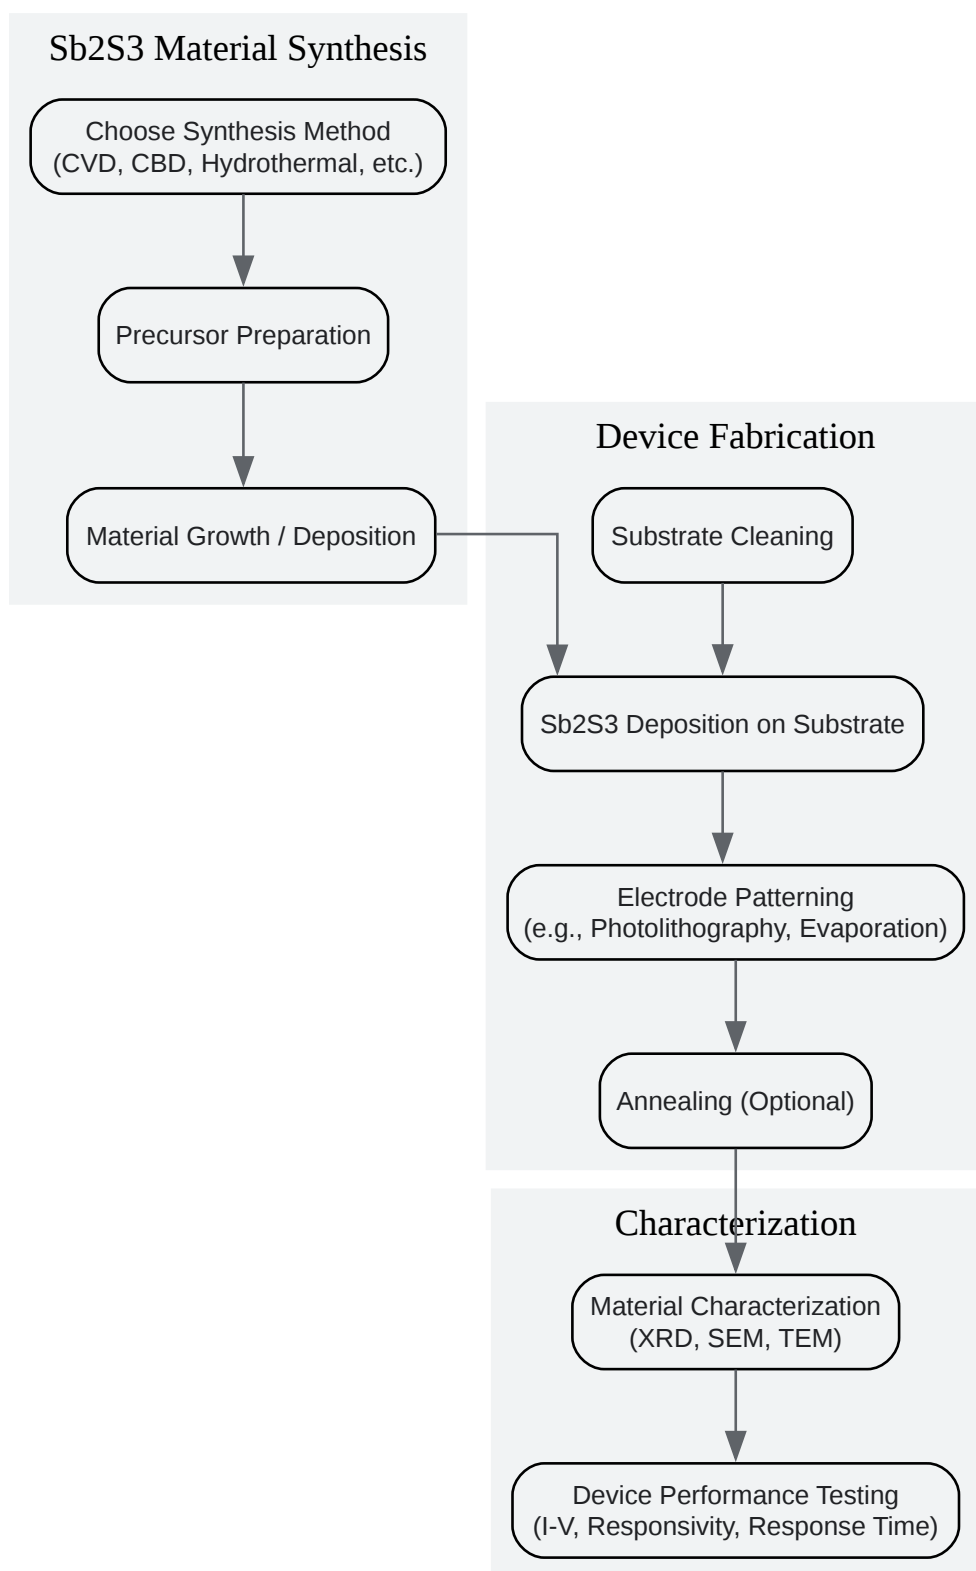 Sb2S3 Material Synthesis
Choose Synthesis Method
(CVD, CBD, Hydrothermal, etc.)
Precursor Preparation
Material Growth / Deposition
Device Fabrication
Substrate Cleaning
Sb2S3 Deposition on Substrate
Electrode Patterning
(e.g., Photolithography, Evaporation)
Annealing (Optional)
Characterization
Material Characterization
(XRD, SEM, TEM)
Device Performance Testing
(I-V, Responsivity, Response Time)